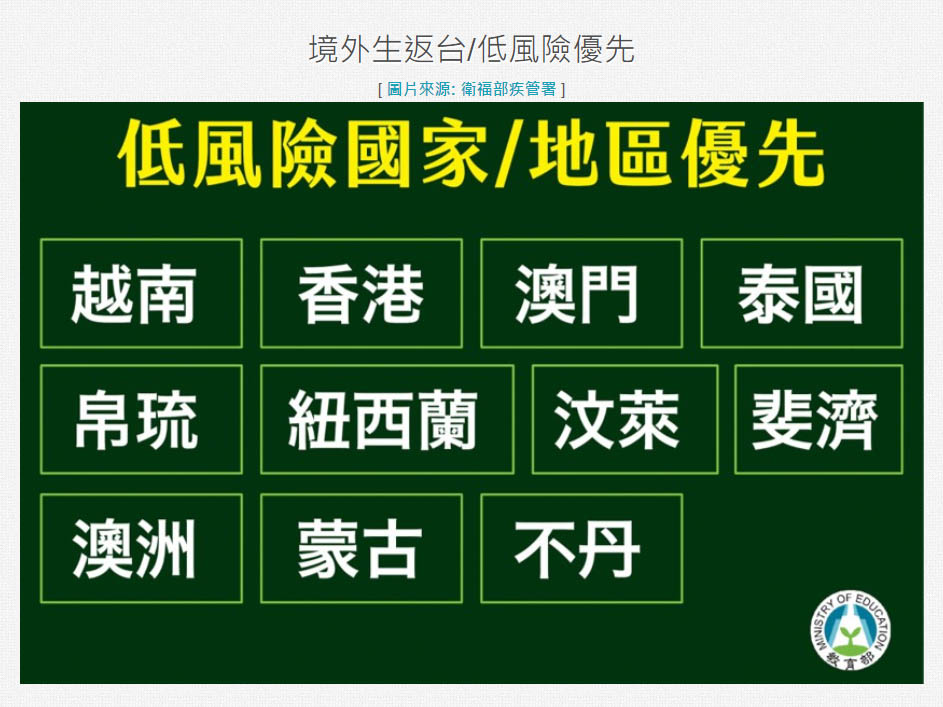 境外生返台/低風險優先
[ 圖片來源: 衛福部疾管署 ]
低風險國家/地區優先
越南 香港 澳門 泰國
帛琉 紐西蘭 汶萊 斐濟
澳洲 蒙古 不丹
MINISTRY OF EDUCATION
教育部